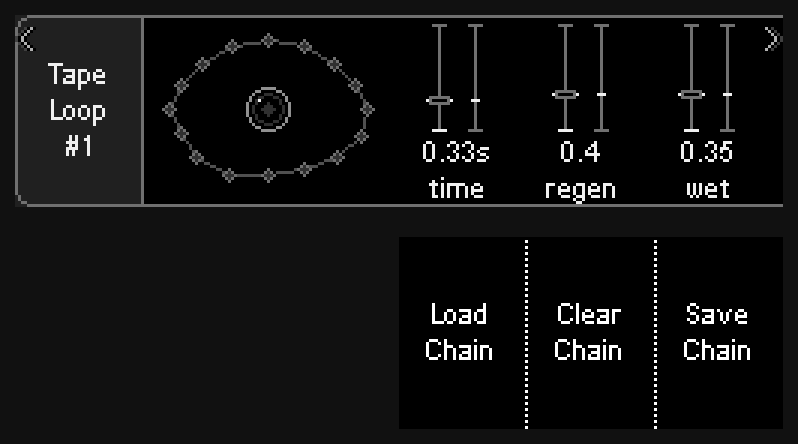 Tape
Loop
#1
0.33s 0.4 0.35
time regen wet
Load Clear Save
Chain Chain Chain